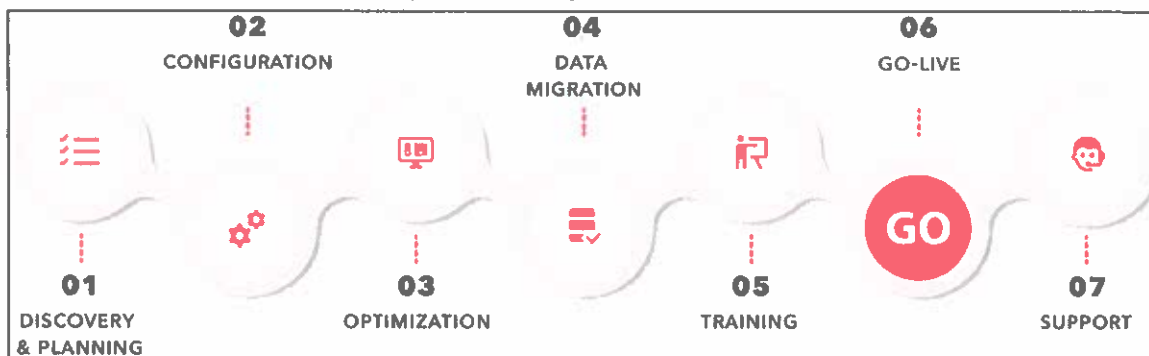 01
DISCOVERY
& PLANNING
02
CONFIGURATION
03
OPTIMIZATION
04
DATA
MIGRATION
05
TRAINING
06
GO-LIVE
GO
07
SUPPORT